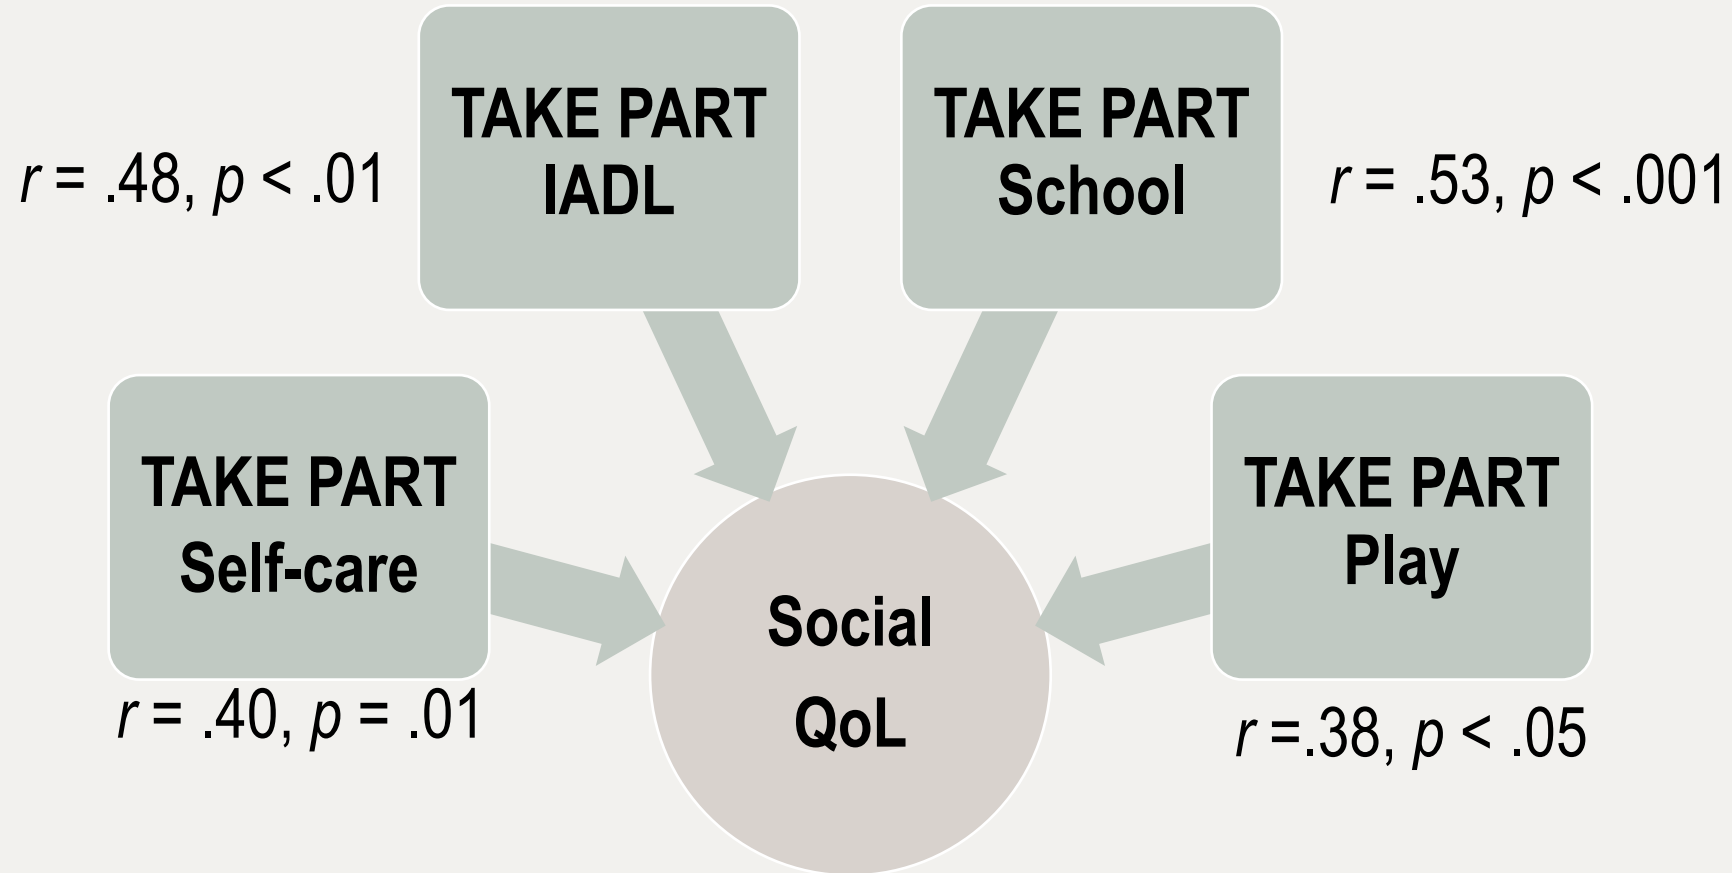 TAKE PART
IADL
r = .48, p < .01
TAKE PART
School
r = .53, p < .001
TAKE PART
Self-care
r = .40, p = .01
TAKE PART
Play
r =.38, p < .05
Social
QoL